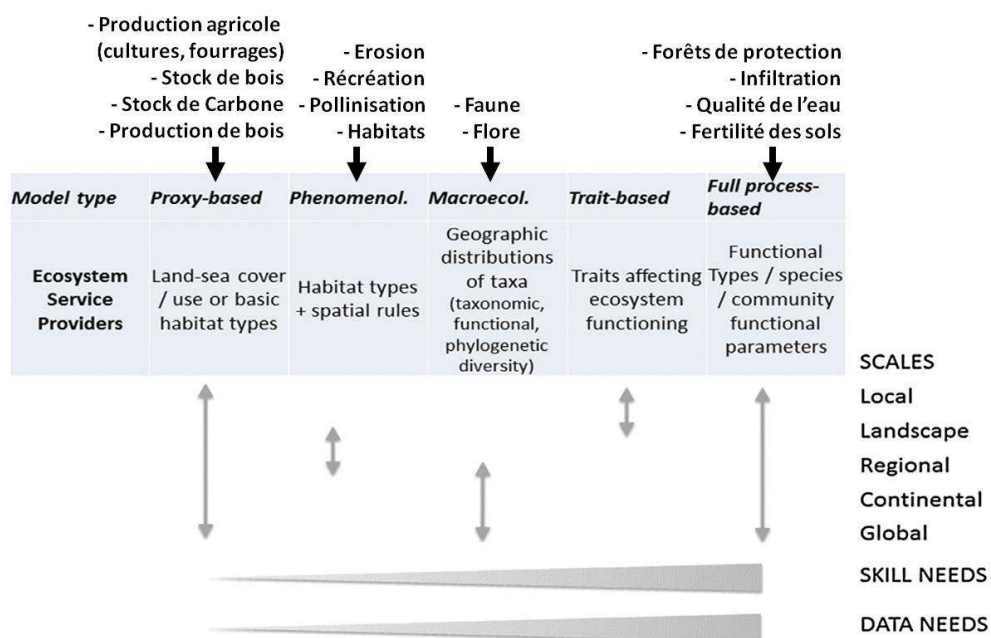 - Production agricole
(cultures, fourrages)
- Stock de bois
- Stock de Carbone
- Production de bois
- Erosion
- Récréation
- Pollinisation
- Habitats
- Faune
- Flore
- Forêts de protection
- Infiltration
- Qualité de l'eau
- Fertilité des sols
Model type
Proxy-based
Phenomenol.
Macroecol.
Trait-based
Full process-
based
Ecosystem
Service
Providers
Land-sea cover
/ use or basic
habitat types
Habitat types
+ spatial rules
Geographic
distributions
of taxa
(taxonomic,
functional,
phylogenetic
diversity)
Traits affecting
ecosystem
functioning
Functional
Types / species
/ community
functional
parameters
SCALES
Local
Landscape
Regional
Continental
Global
SKILL NEEDS
DATA NEEDS